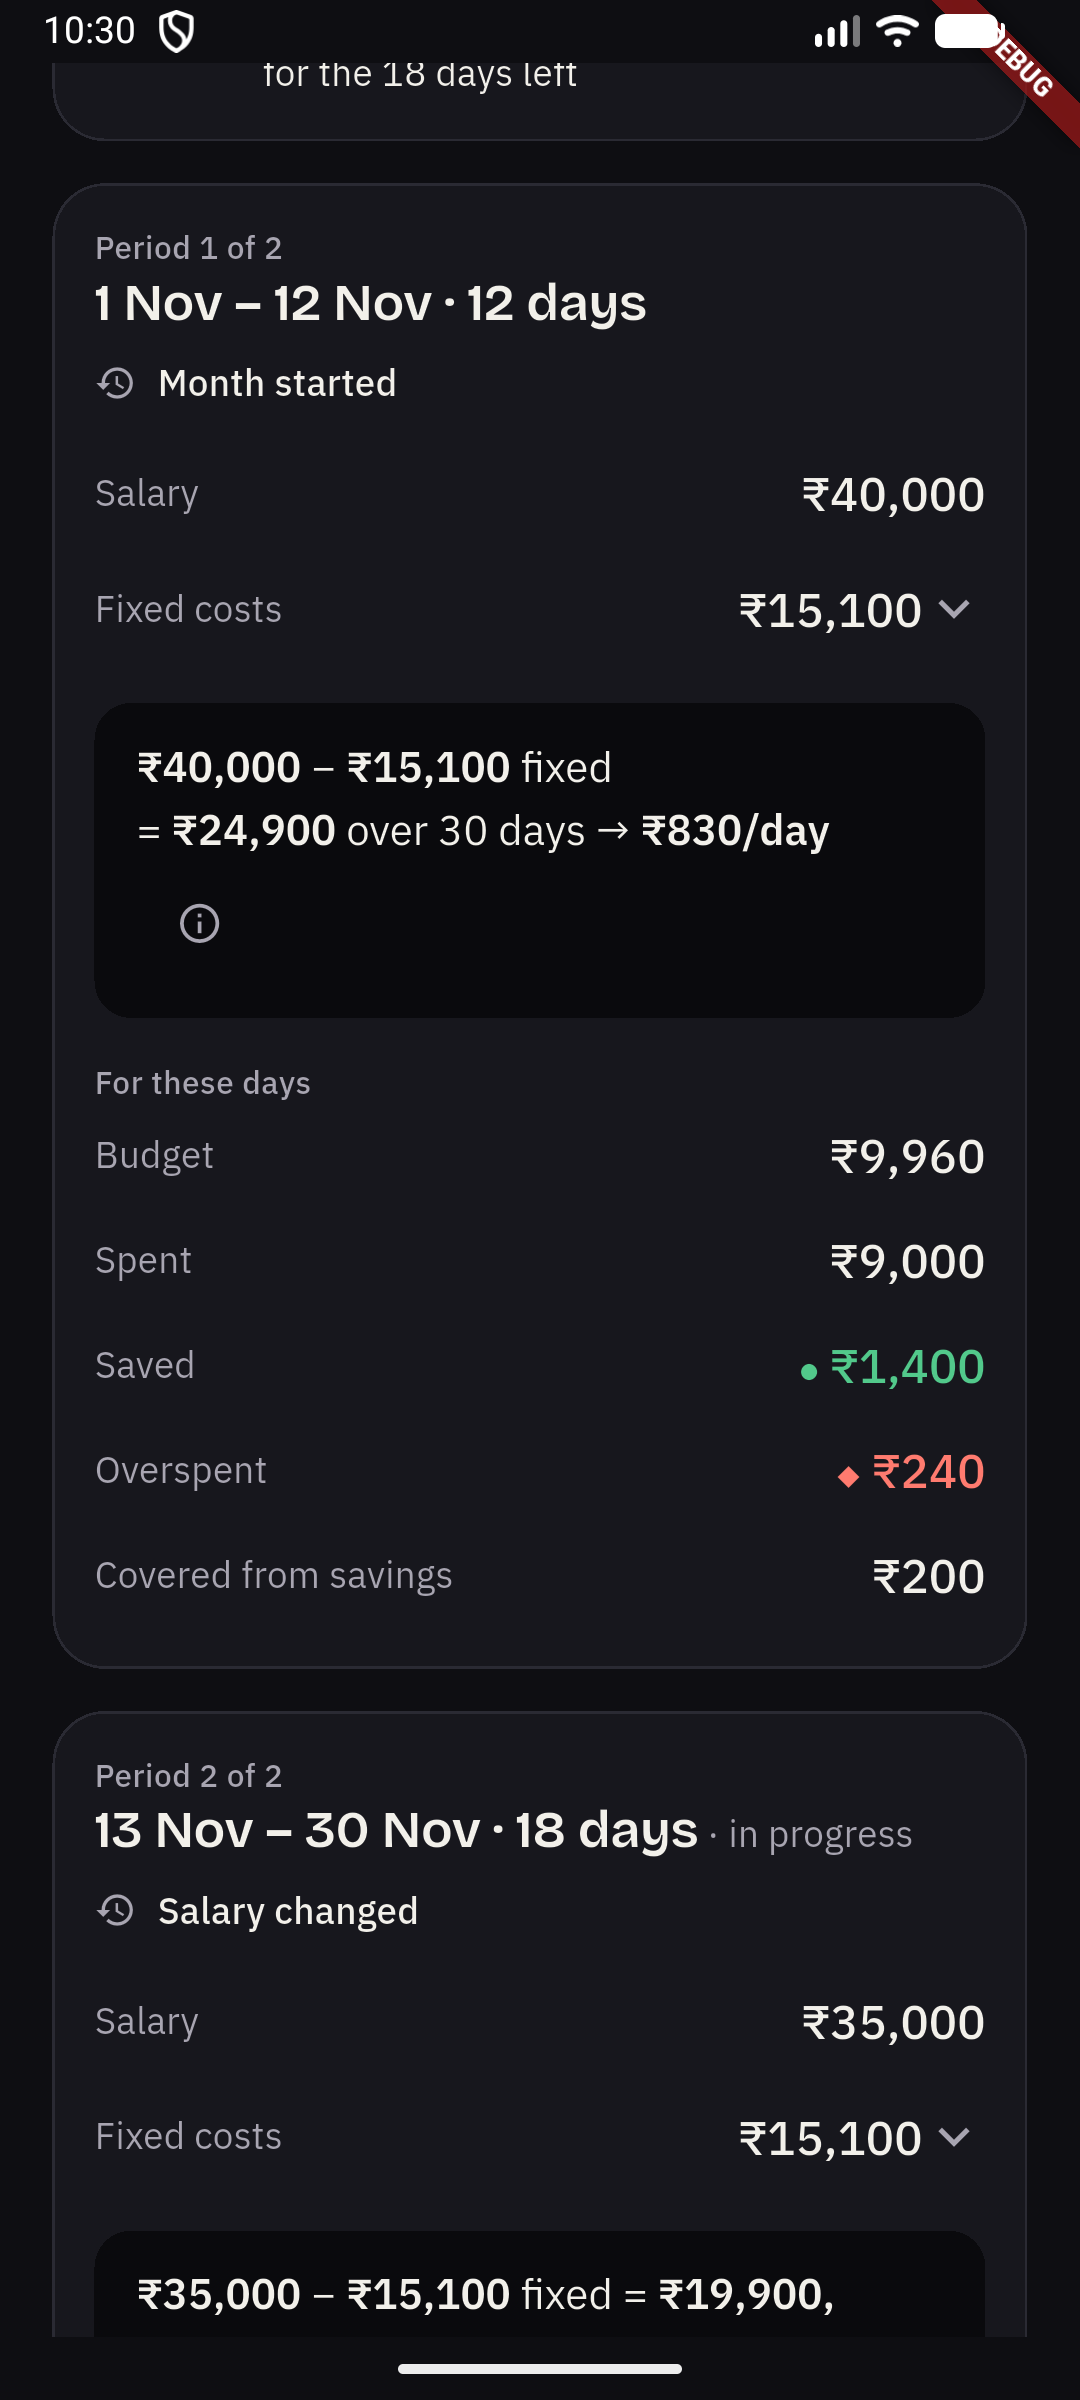 10:30
DEBUG
for the 18 days left
Period 1 of 2
1 Nov – 12 Nov · 12 days
Month started
Salary ₹40,000
Fixed costs ₹15,100
₹40,000 – ₹15,100 fixed
= ₹24,900 over 30 days → ₹830/day
For these days
Budget ₹9,960
Spent ₹9,000
Saved ₹1,400
Overspent ₹240
Covered from savings ₹200
Period 2 of 2
13 Nov – 30 Nov · 18 days · in progress
Salary changed
Salary ₹35,000
Fixed costs ₹15,100
₹35,000 – ₹15,100 fixed = ₹19,900,